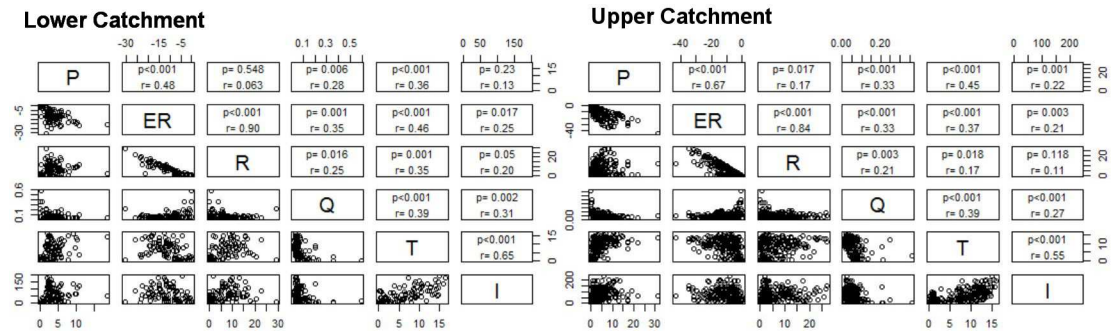 Lower Catchment
-30 -15 -5
0.1 0.3 0.5
0 50 150
P
p<0.001
r= 0.48
p= 0.548
r= 0.063
p= 0.006
r= 0.28
p<0.001
r= 0.36
p= 0.23
r= 0.13
0 15
-30 -5
ER
p<0.001
r= 0.90
p= 0.001
r= 0.35
p<0.001
r= 0.46
p= 0.017
r= 0.25
R
p= 0.016
r= 0.25
p= 0.001
r= 0.35
p= 0.05
r= 0.20
0 20
0.1 0.6
Q
p<0.001
r= 0.39
p= 0.002
r= 0.31
T
p<0.001
r= 0.65
0 15
0 150
I
0 5 10
0 10 20 30
0 5 10 15
Upper Catchment
-40 -20 0
0.00 0.20
0 100 200
P
p<0.001
r= 0.67
p= 0.017
r= 0.17
p<0.001
r= 0.33
p<0.001
r= 0.45
p= 0.001
r= 0.22
0 20
-40 0
ER
p<0.001
r= 0.84
p<0.001
r= 0.33
p<0.001
r= 0.37
p= 0.003
r= 0.21
R
p= 0.003
r= 0.21
p= 0.018
r= 0.17
p= 0.118
r= 0.11
0 20
0.00
Q
p<0.001
r= 0.39
p<0.001
r= 0.27
T
p<0.001
r= 0.55
0 10
0 200
I
0 10 20 30
0 10 20
0 5 10 15